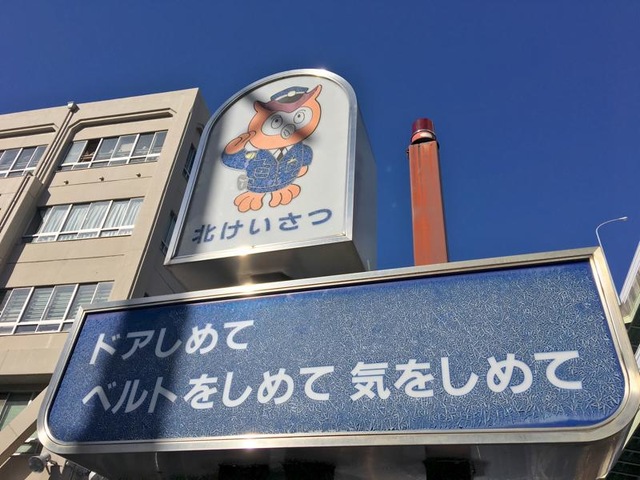 北けいさつ
ドアしめて
ベルトをしめて 気をしめて